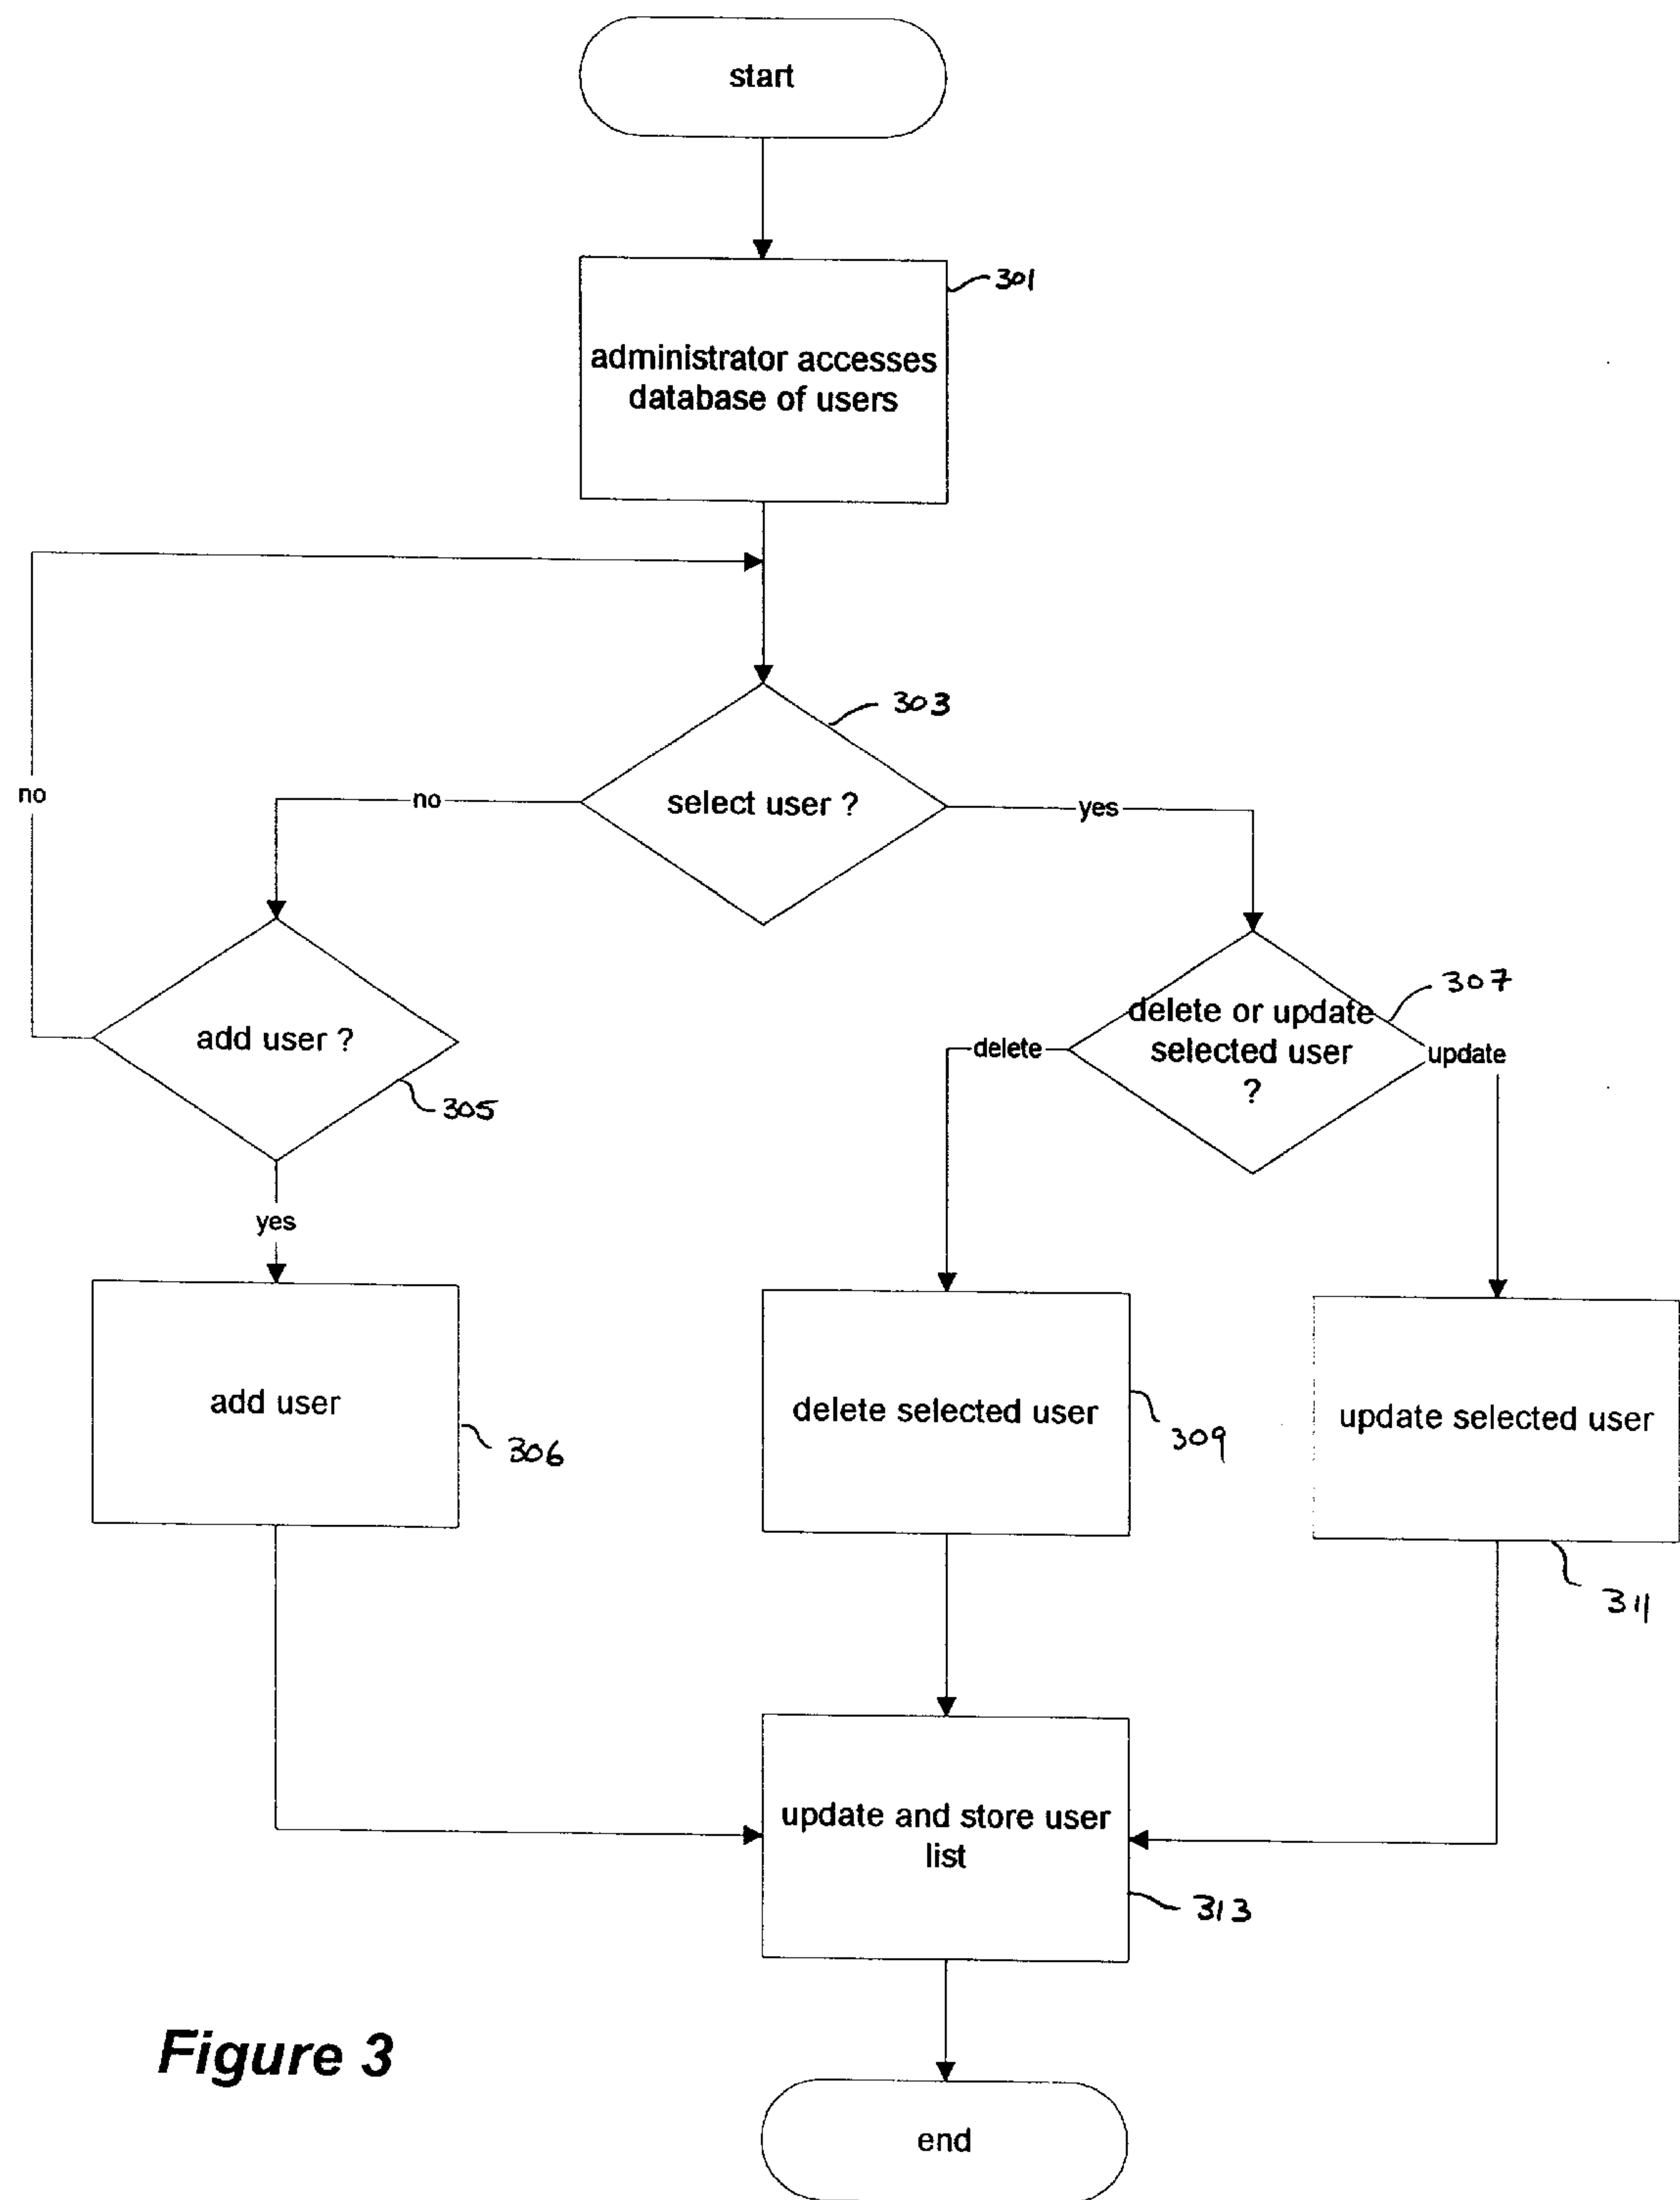 start
301
administrator accesses
database of users
303
no
no
select user ?
yes
307
delete or update
selected user
?
add user ?
delete
update
305
yes
add user
306
delete selected user
309
update selected user
311
update and store user
list
313
Figure 3
end